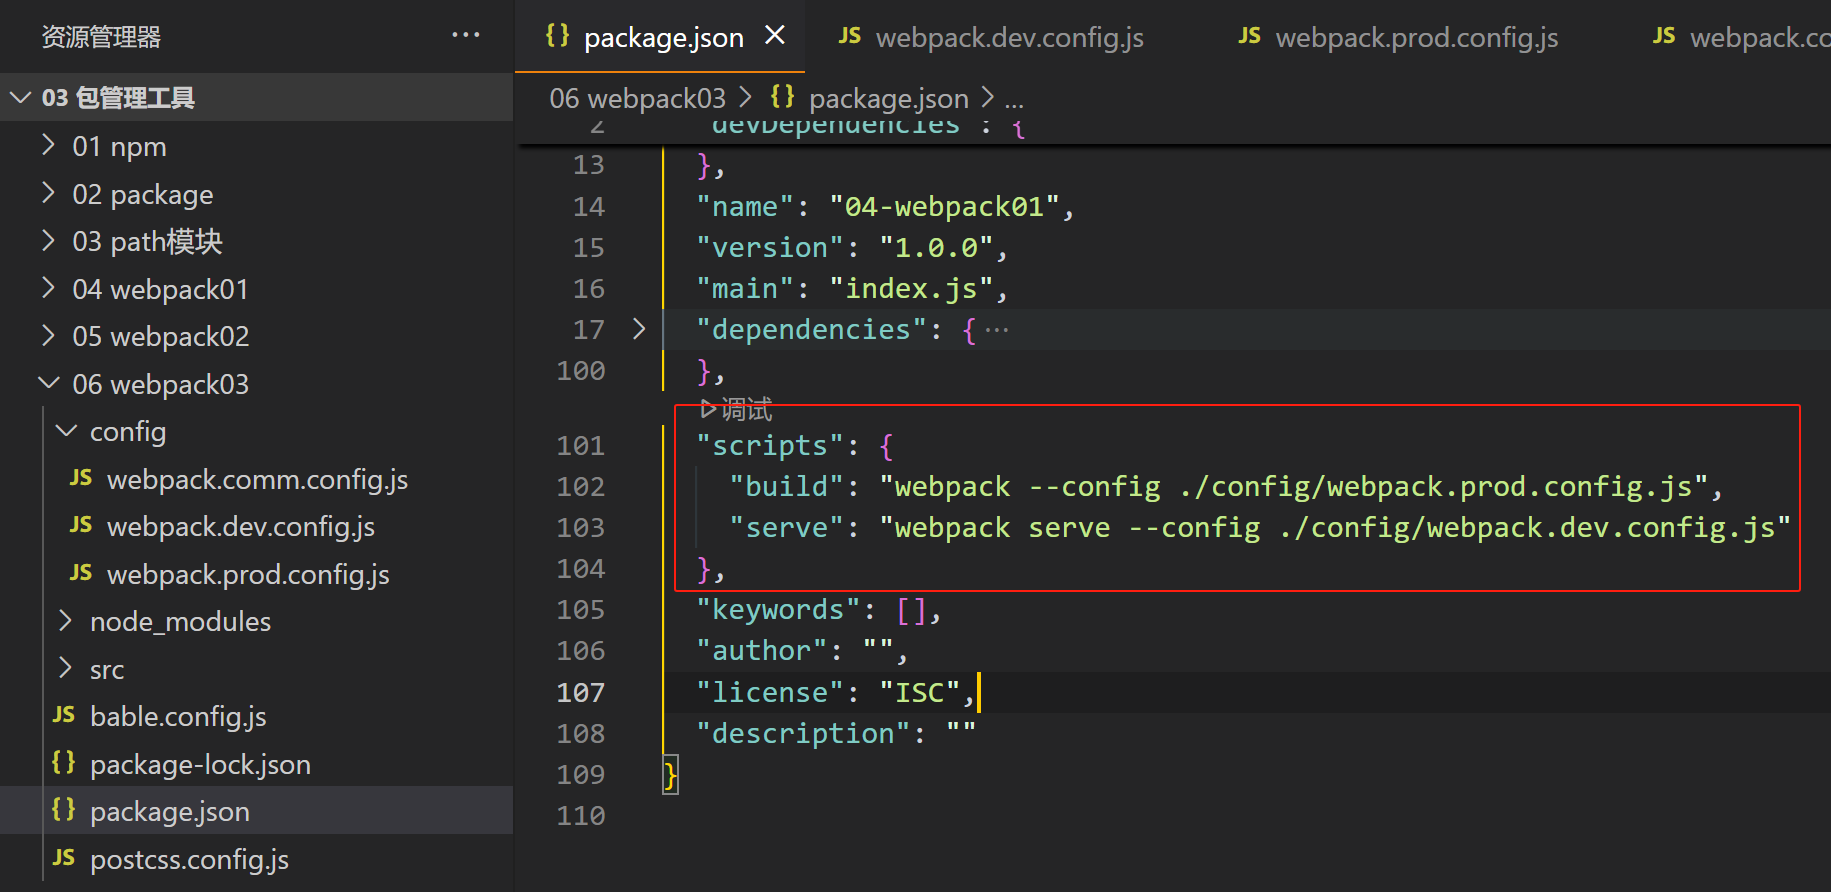 资源管理器 ···
03 包管理工具
01 npm
02 package
03 path模块
04 webpack01
05 webpack02
06 webpack03
config
JS webpack.comm.config.js
JS webpack.dev.config.js
JS webpack.prod.config.js
node_modules
src
JS bable.config.js
{} package-lock.json
{} package.json
JS postcss.config.js
{} package.json × JS webpack.dev.config.js JS webpack.prod.config.js JS webpack.co
06 webpack03 > {} package.json > ...
2 "devDependencies": {
13 },
14 "name": "04-webpack01",
15 "version": "1.0.0",
16 "main": "index.js",
17 "dependencies": {···
100 },
调试
101 "scripts": {
102 "build": "webpack --config ./config/webpack.prod.config.js",
103 "serve": "webpack serve --config ./config/webpack.dev.config.js"
104 },
105 "keywords": [],
106 "author": "",
107 "license": "ISC",
108 "description": ""
109 }
110